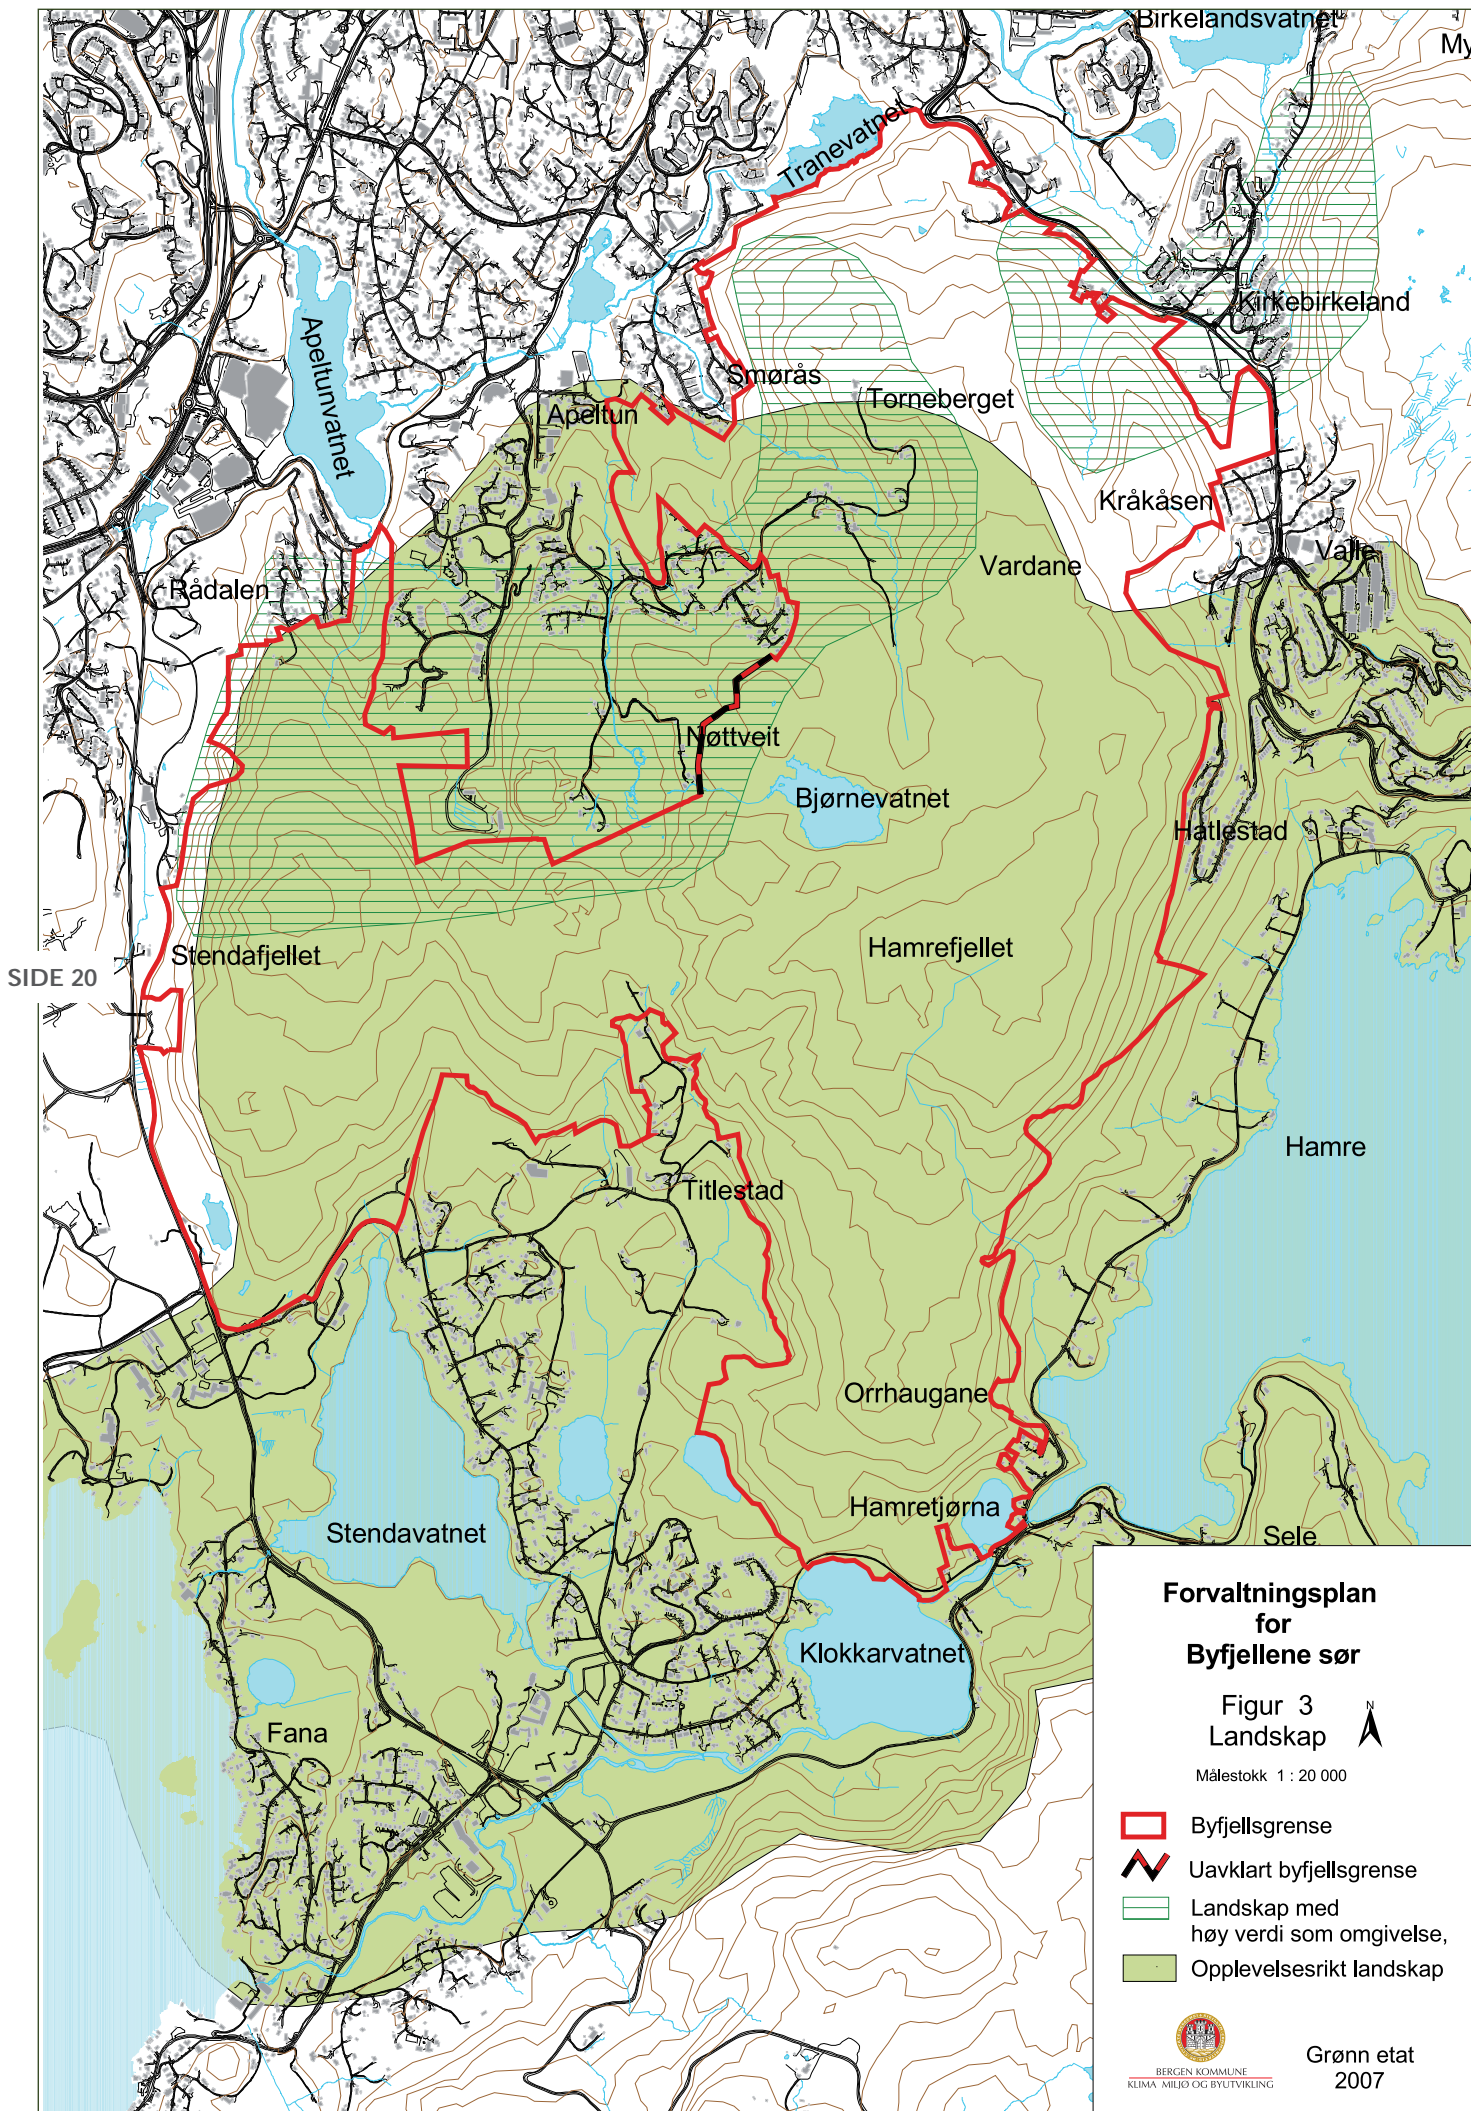 Birkelandsvatnet
My
Tranevatnet
Kirkebirkeland
Apeltunvatnet
Smørås
Torneberget
Apeltun
Kråkåsen
Valle
Vardane
Rådalen
Nøttveit
Bjørnevatnet
Hatlestad
Hamrefjellet
Stendafjellet
SIDE 20
Hamre
Titlestad
Orrhaugane
Hamretjørna
Stendavatnet
Sele
Klokkarvatnet
Fana
Forvaltningsplan
for
Byfjellene sør
Figur 3
Landskap
N
Målestokk 1 : 20 000
Byfjellsgrense
Uavklart byfjellsgrense
Landskap med
høy verdi som omgivelse,
Opplevelsesrikt landskap
BERGEN KOMMUNE
KLIMA MILJØ OG BYUTVIKLING
Grønn etat
2007